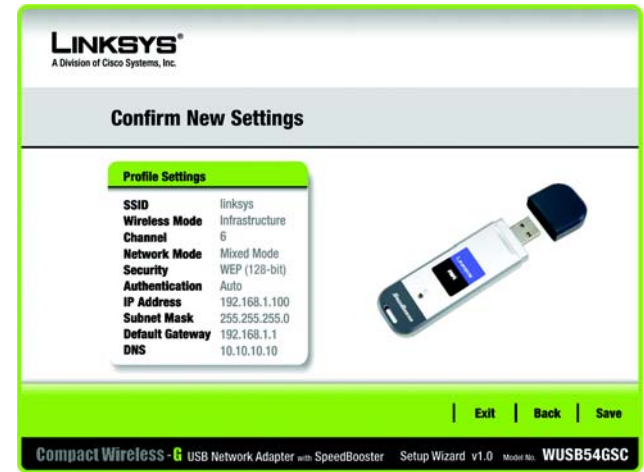 LINKSYS®
A Division of Cisco Systems, Inc.
Confirm New Settings
Profile Settings
SSID linksys
Wireless Mode Infrastructure
Channel 6
Network Mode Mixed Mode
Security WEP (128-bit)
Authentication Auto
IP Address 192.168.1.100
Subnet Mask 255.255.255.0
Default Gateway 192.168.1.1
DNS 10.10.10.10
Linksys
SpeedBooster
Exit | Back | Save
Compact Wireless-G USB Network Adapter with SpeedBooster Setup Wizard v1.0 Model No. WUSB54GSC